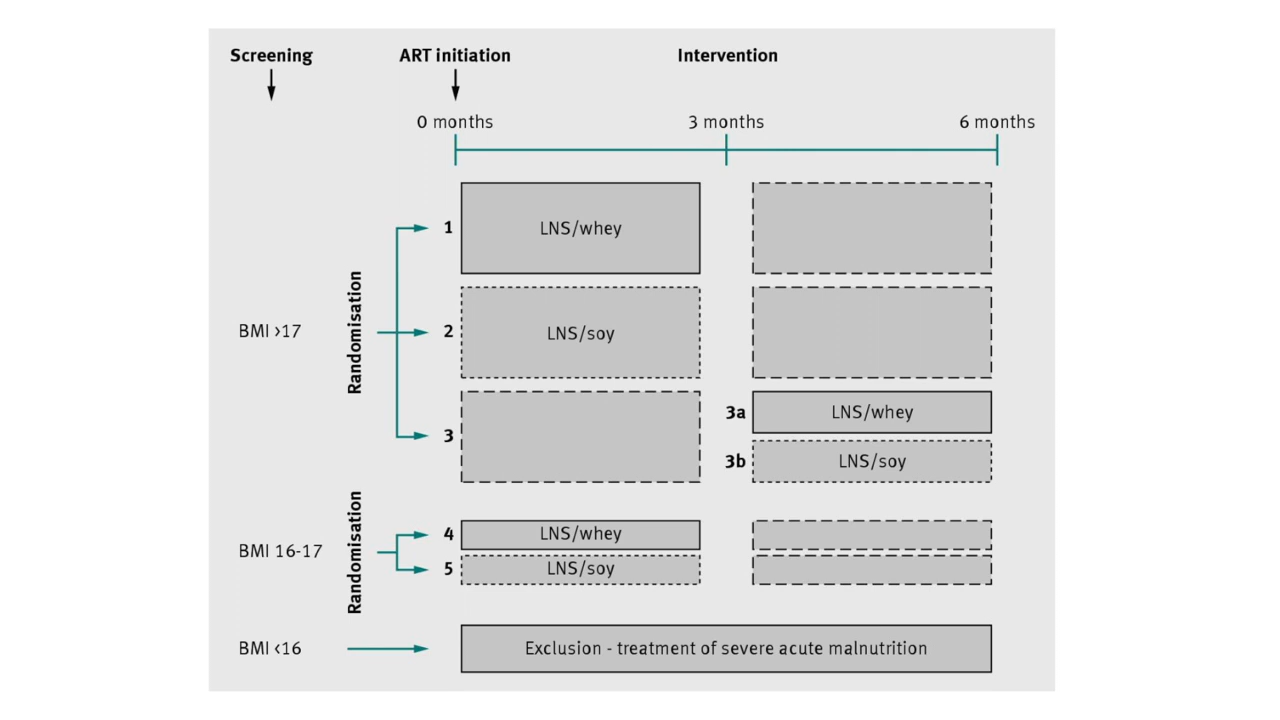 Screening
ART initiation
Intervention
0 months
3 months
6 months
1
LNS/whey
Randomisation
BMI >17
2
LNS/soy
3
3a
LNS/whey
3b
LNS/soy
Randomisation
BMI 16-17
4
LNS/whey
5
LNS/soy
BMI <16
Exclusion - treatment of severe acute malnutrition